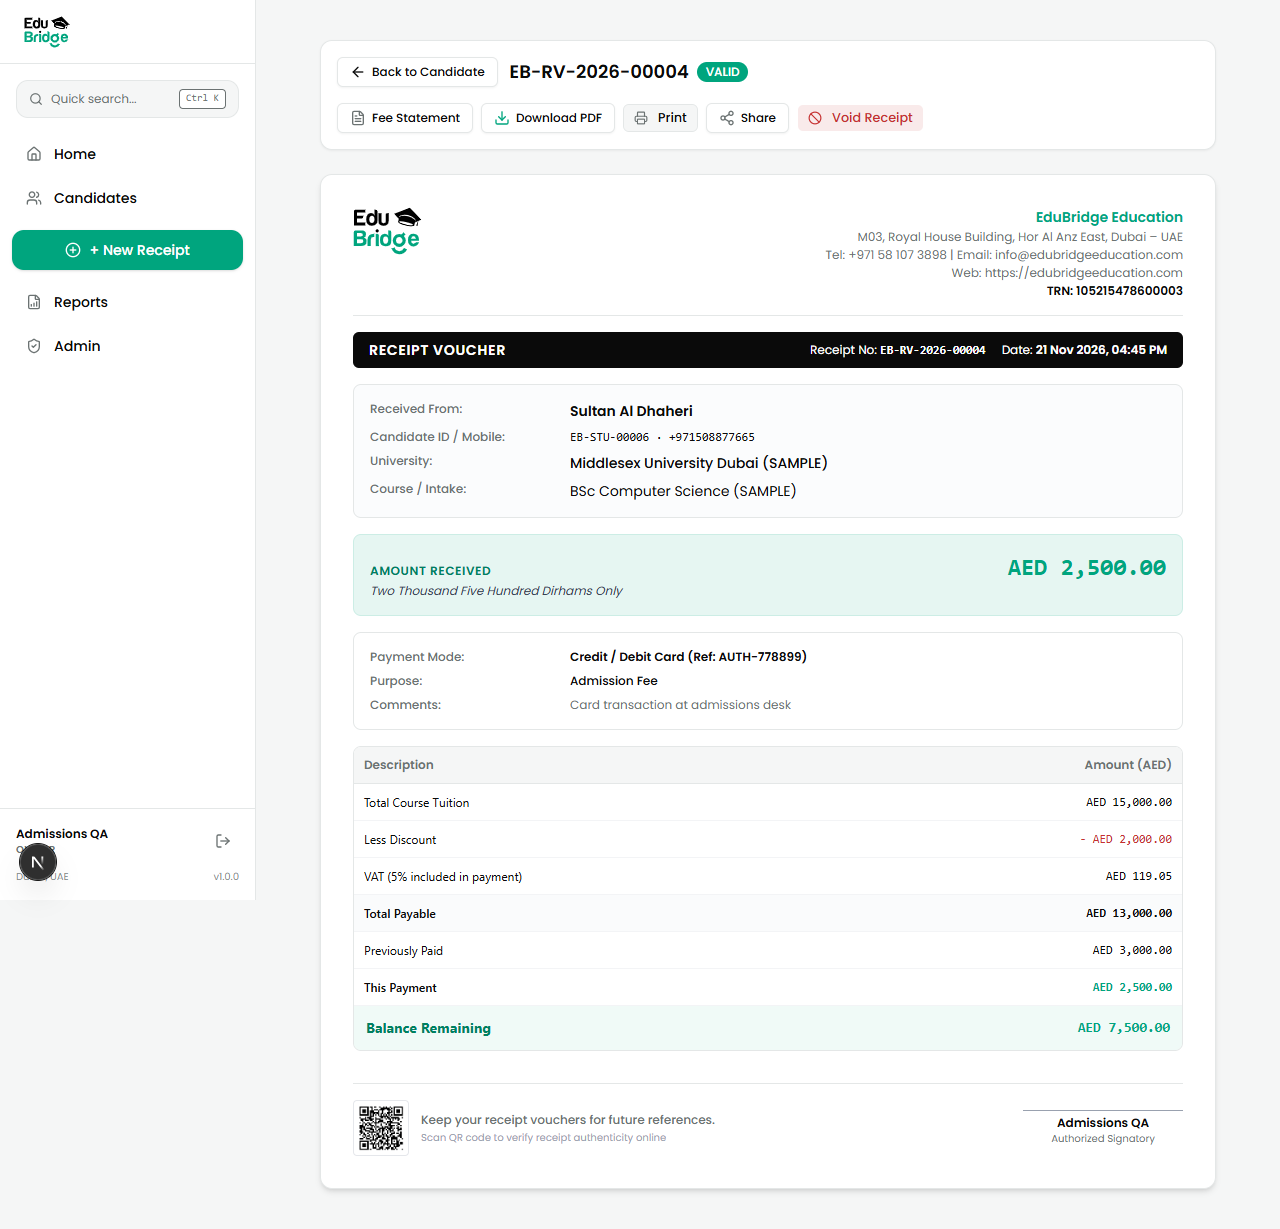 Edu
Bridge
Quick search...
Ctrl K
Home
Candidates
+ New Receipt
Reports
Admin
Admissions QA
UAE
v1.0.0
N
Back to Candidate
EB-RV-2026-00004
VALID
Fee Statement
Download PDF
Print
Share
Void Receipt
Edu
Bridge
EduBridge Education
M03, Royal House Building, Hor Al Anz East, Dubai – UAE
Tel: +971 58 107 3898 | Email: info@edubridgeeducation.com
Web: https://edubridgeeducation.com
TRN: 105215478600003
RECEIPT VOUCHER
Receipt No: EB-RV-2026-00004 Date: 21 Nov 2026, 04:45 PM
Received From: Sultan Al Dhaheri
Candidate ID / Mobile: EB-STU-00006 · +971508877665
University: Middlesex University Dubai (SAMPLE)
Course / Intake: BSc Computer Science (SAMPLE)
AMOUNT RECEIVED
AED 2,500.00
Two Thousand Five Hundred Dirhams Only
Payment Mode: Credit / Debit Card (Ref: AUTH-778899)
Purpose: Admission Fee
Comments: Card transaction at admissions desk
Description Amount (AED)
Total Course Tuition AED 15,000.00
Less Discount - AED 2,000.00
VAT (5% included in payment) AED 119.05
Total Payable AED 13,000.00
Previously Paid AED 3,000.00
This Payment AED 2,500.00
Balance Remaining AED 7,500.00
Keep your receipt vouchers for future references.
Scan QR code to verify receipt authenticity online
Admissions QA
Authorized Signatory